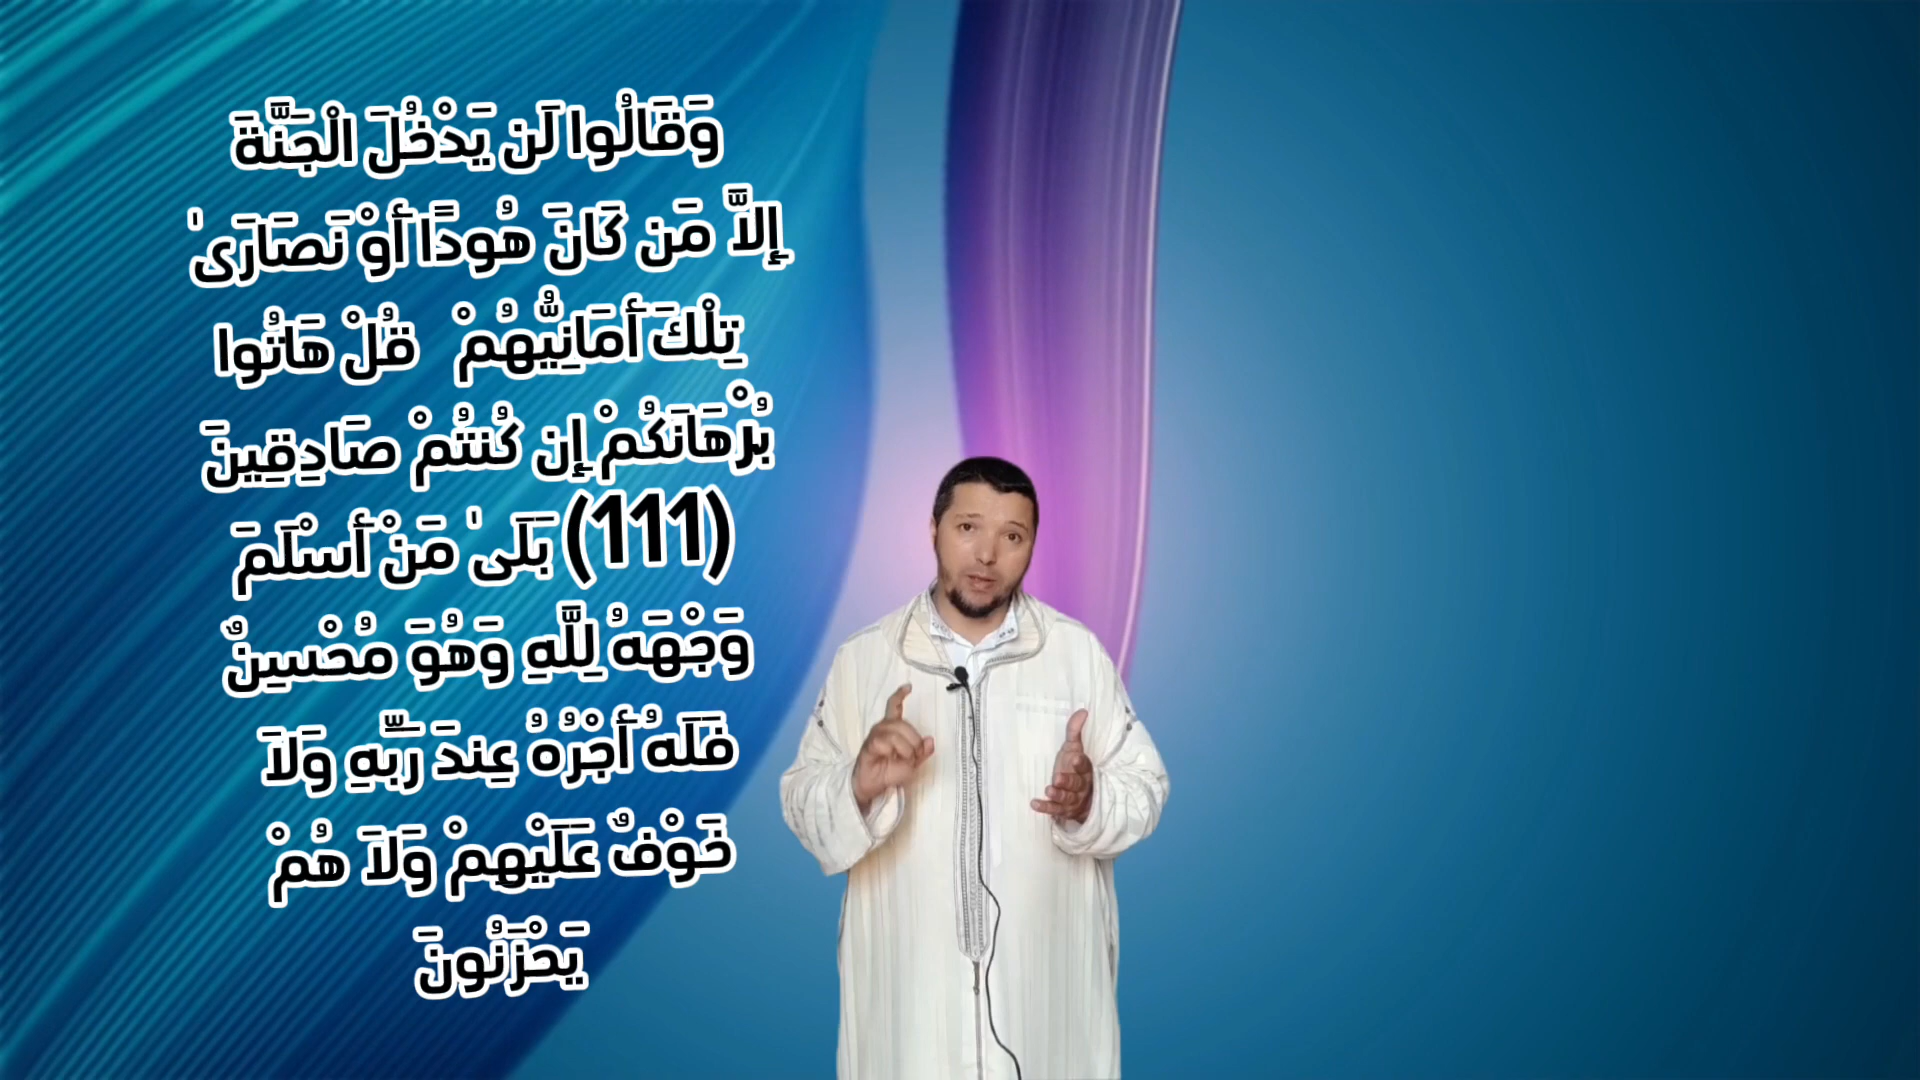 وَقَالُوا لَن يَدْخُلَ الْجَنَّةَ
إِلَّا مَن كَانَ هُودًا أَوْ نَصَارَىٰ
تِلْكَ أَمَانِيُّهُمْ قُلْ هَاتُوا
بُرْهَانَكُمْ إِن كُنتُمْ صَادِقِينَ
(111) بَلَىٰ مَنْ أَسْلَمَ
وَجْهَهُ لِلَّهِ وَهُوَ مُحْسِنٌ
فَلَهُ أَجْرُهُ عِندَ رَبِّهِ وَلَا
خَوْفٌ عَلَيْهِمْ وَلَا هُمْ
يَحْزَنُونَ